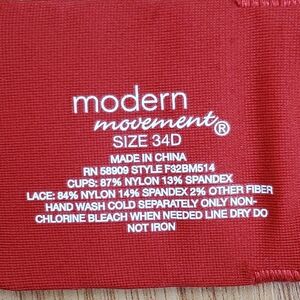 modern
movement®
SIZE 34D
MADE IN CHINA
RN 58909 STYLE F82BM514
CUPS: 87% NYLON 13% SPANDEX
LACE: 84% NYLON 14% SPANDEX 2% OTHER FIBER
HAND WASH COLD SEPARATELY ONLY NON-
CHLORINE BLEACH WHEN NEEDED LINE DRY DO
NOT IRON